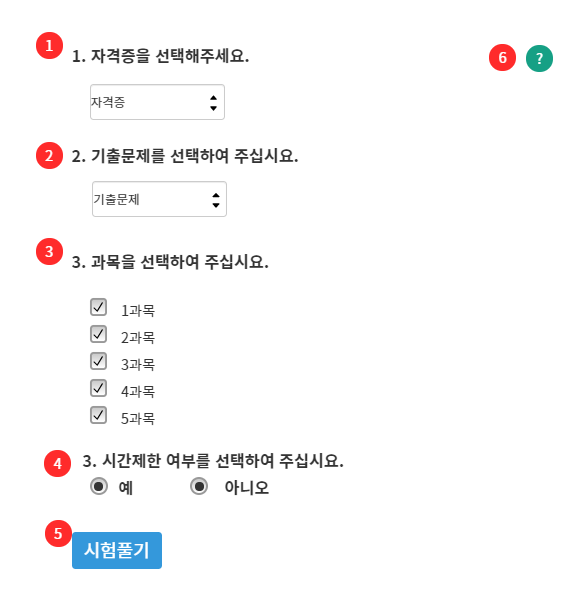 1
1. 자격증을 선택해주세요.
6 ?
자격증
2
2. 기출문제를 선택하여 주십시요.
기출문제
3
3. 과목을 선택하여 주십시요.
1과목
2과목
3과목
4과목
5과목
4
3. 시간제한 여부를 선택하여 주십시요.
예 아니오
5
시험풀기